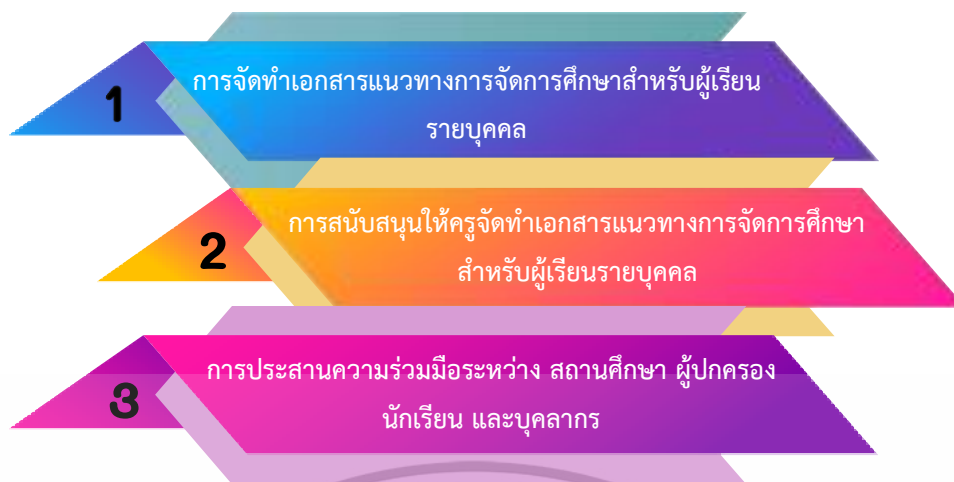 1
การจัดทำเอกสารแนวทางการจัดการศึกษาสำหรับผู้เรียน
รายบุคคล
2
การสนับสนุนให้ครูจัดทำเอกสารแนวทางการจัดการศึกษา
สำหรับผู้เรียนรายบุคคล
3
การประสานความร่วมมือระหว่าง สถานศึกษา ผู้ปกครอง
นักเรียน และบุคลากร